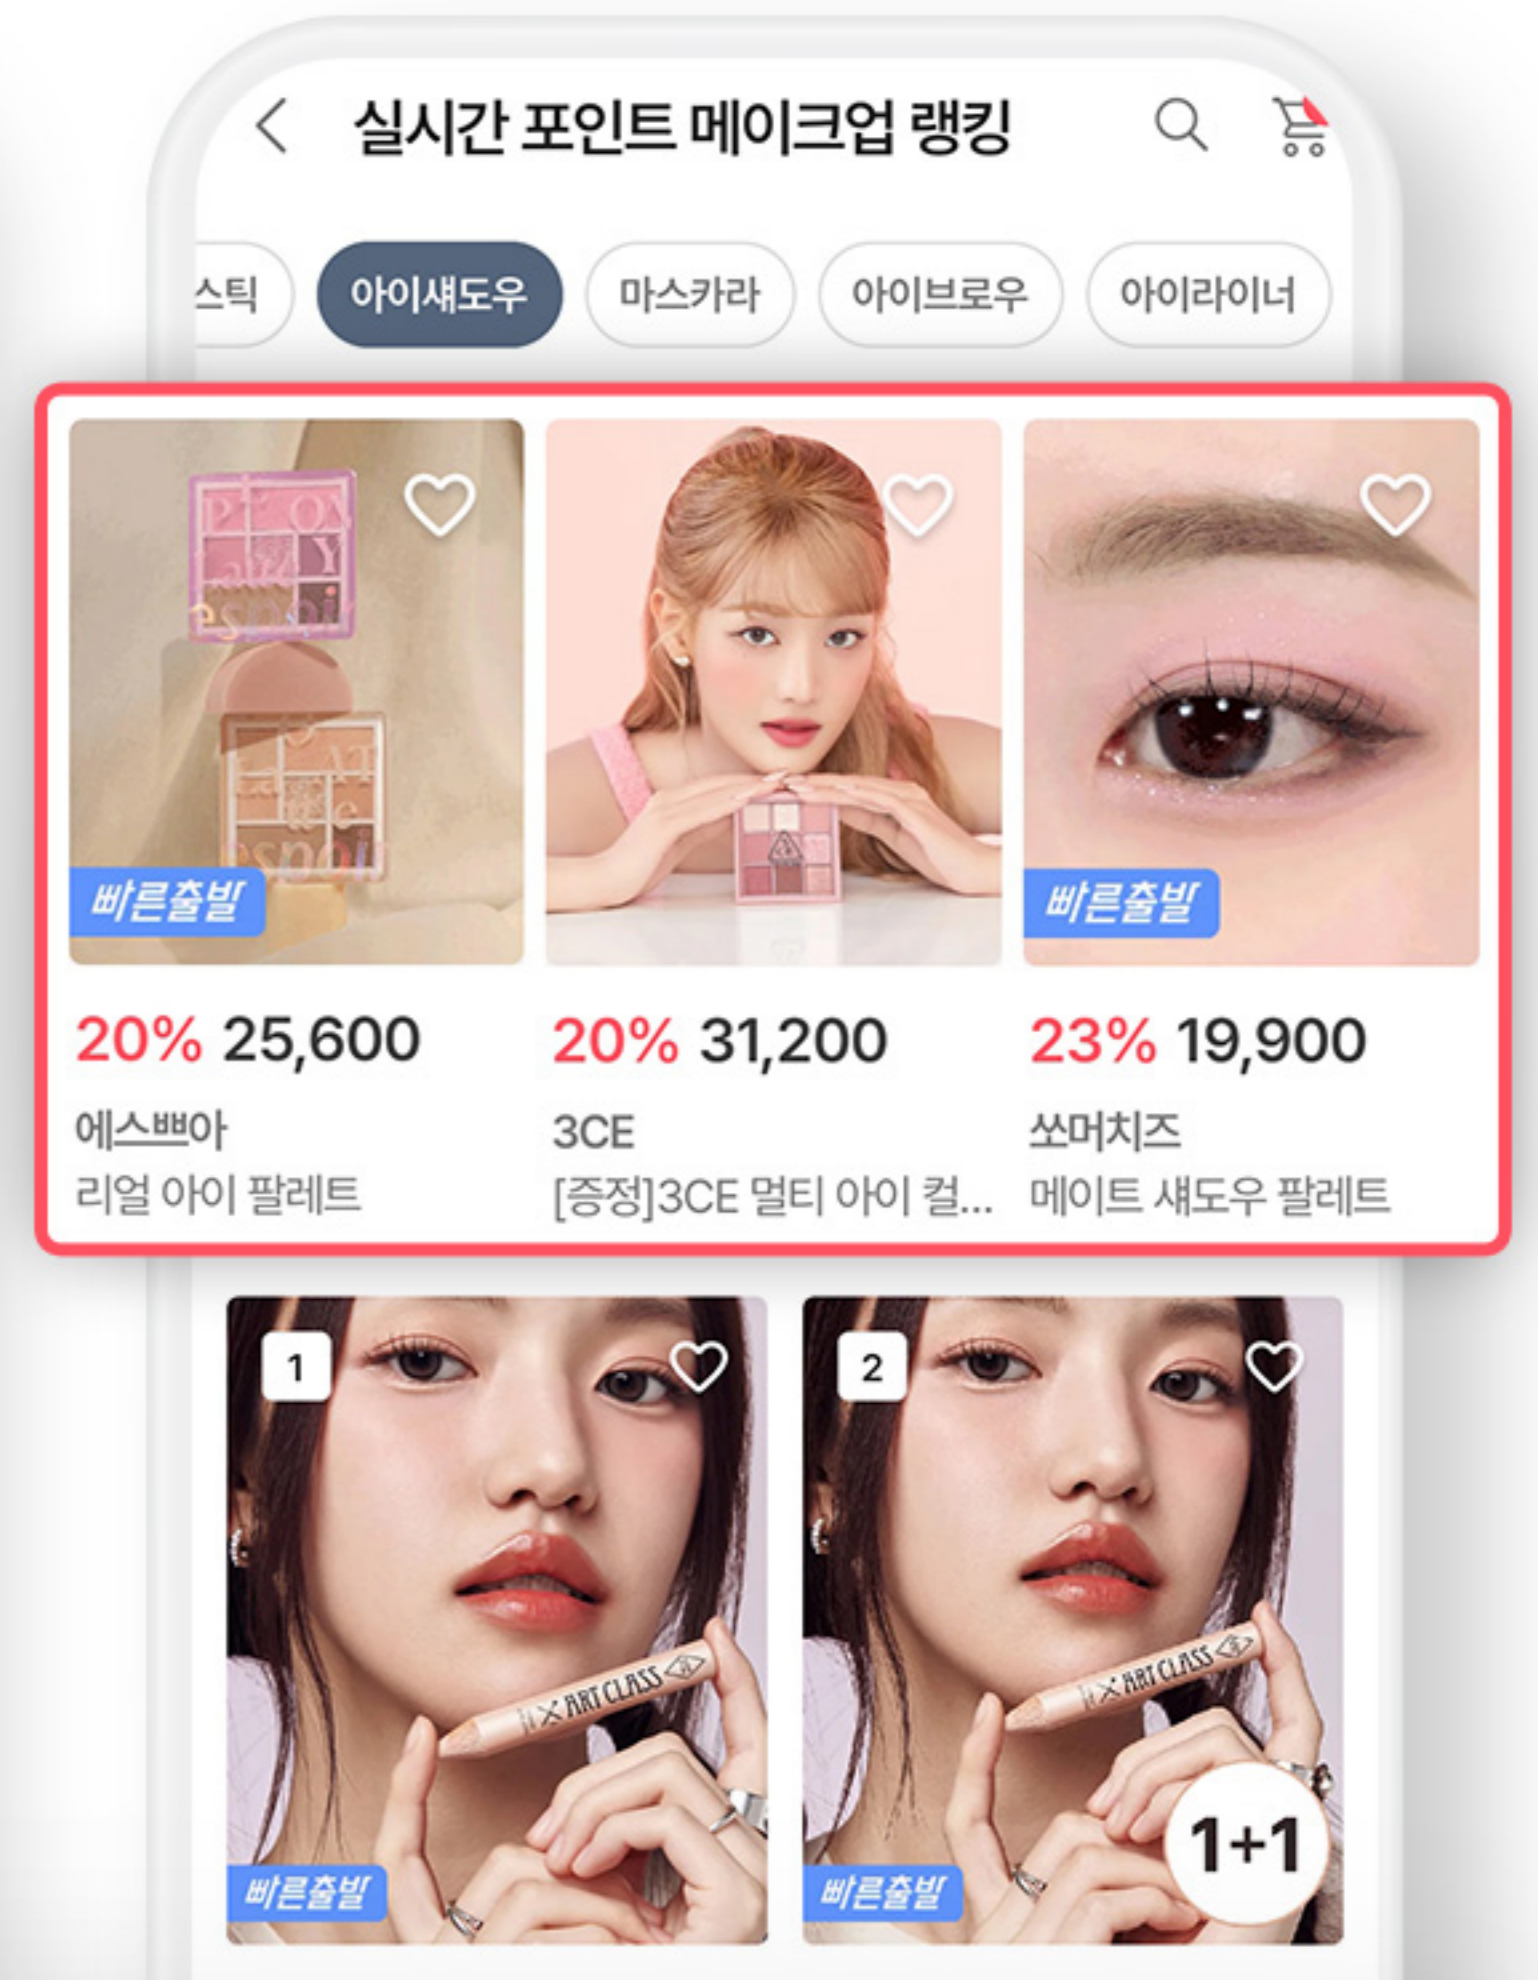 실시간 포인트 메이크업 랭킹
스틱
아이섀도우
마스카라
아이브로우
아이라이너
espoir
espoir
빠른출발
빠른출발
20% 25,600
에스쁘아
리얼 아이 팔레트
20% 31,200
3CE
[증정]3CE 멀티 아이 컬...
23% 19,900
쏘머치즈
메이트 섀도우 팔레트
1
ART CLASS
빠른출발
2
ART CLASS
1+1
빠른출발